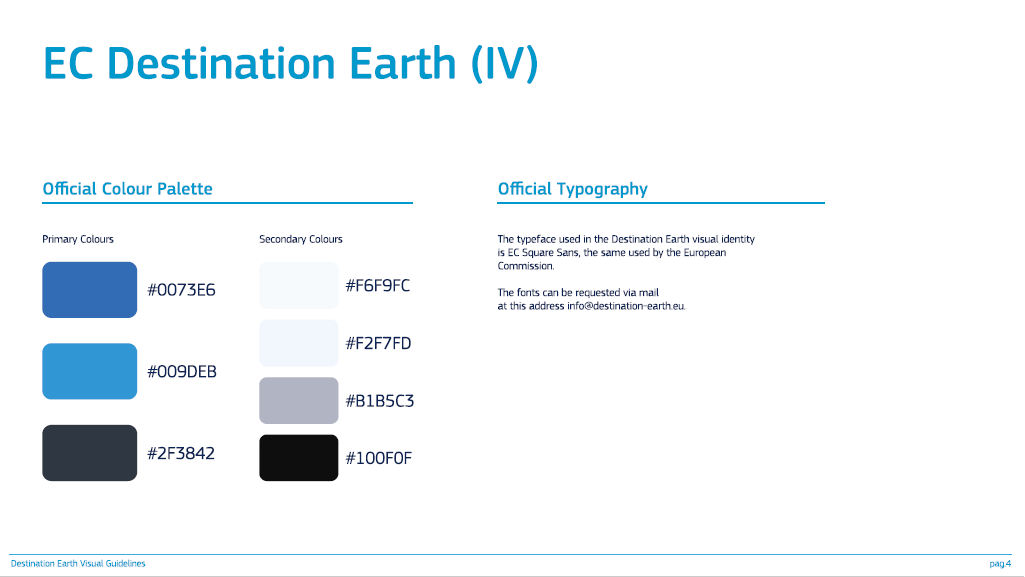 EC Destination Earth (IV)
Official Colour Palette
Primary Colours
#0073E6
#009DEB
#2F3842
Secondary Colours
#F6F9FC
#F2F7FD
#B1B5C3
#100F0F
Official Typography
The typeface used in the Destination Earth visual identity
is EC Square Sans, the same used by the European
Commission.
The fonts can be requested via mail
at this address info@destination-earth.eu.
Destination Earth Visual Guidelines
pag.4